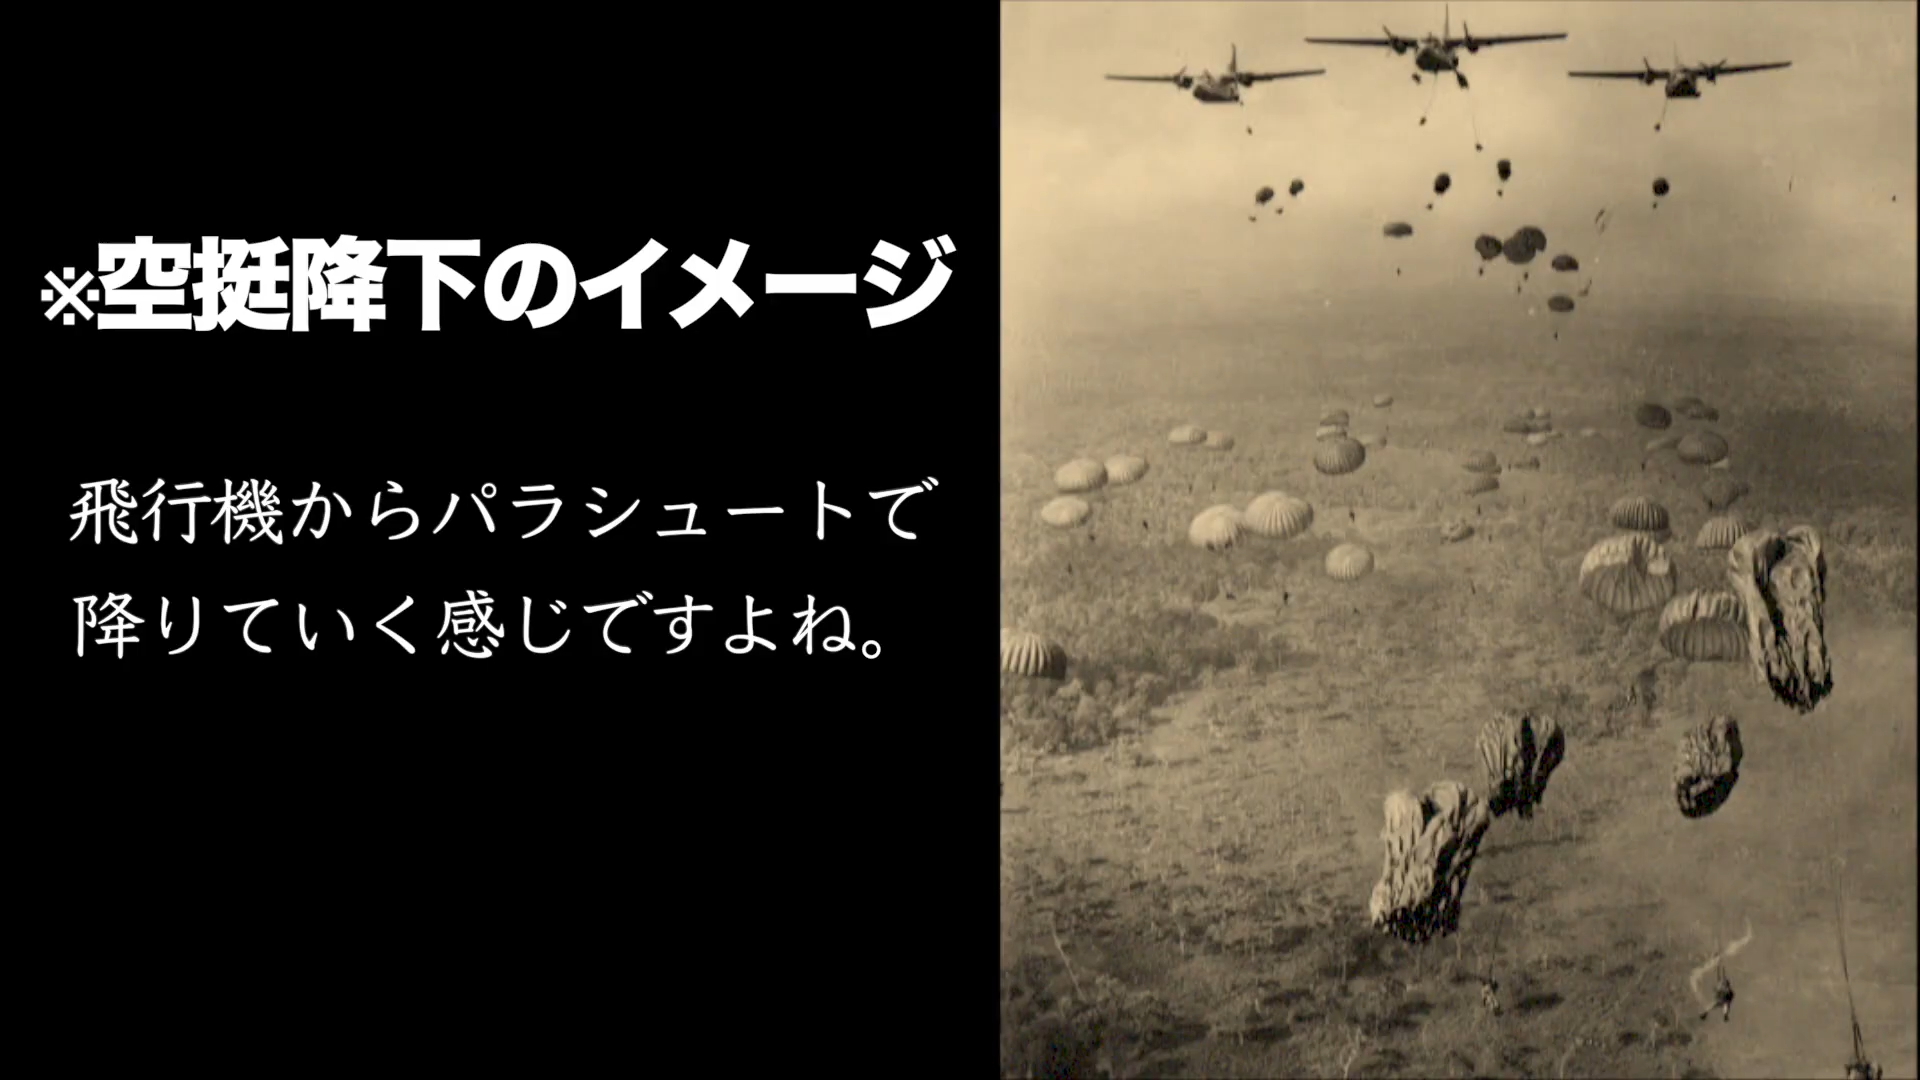 ※空挺降下のイメージ
飛行機からパラシュートで
降りていく感じですよね。